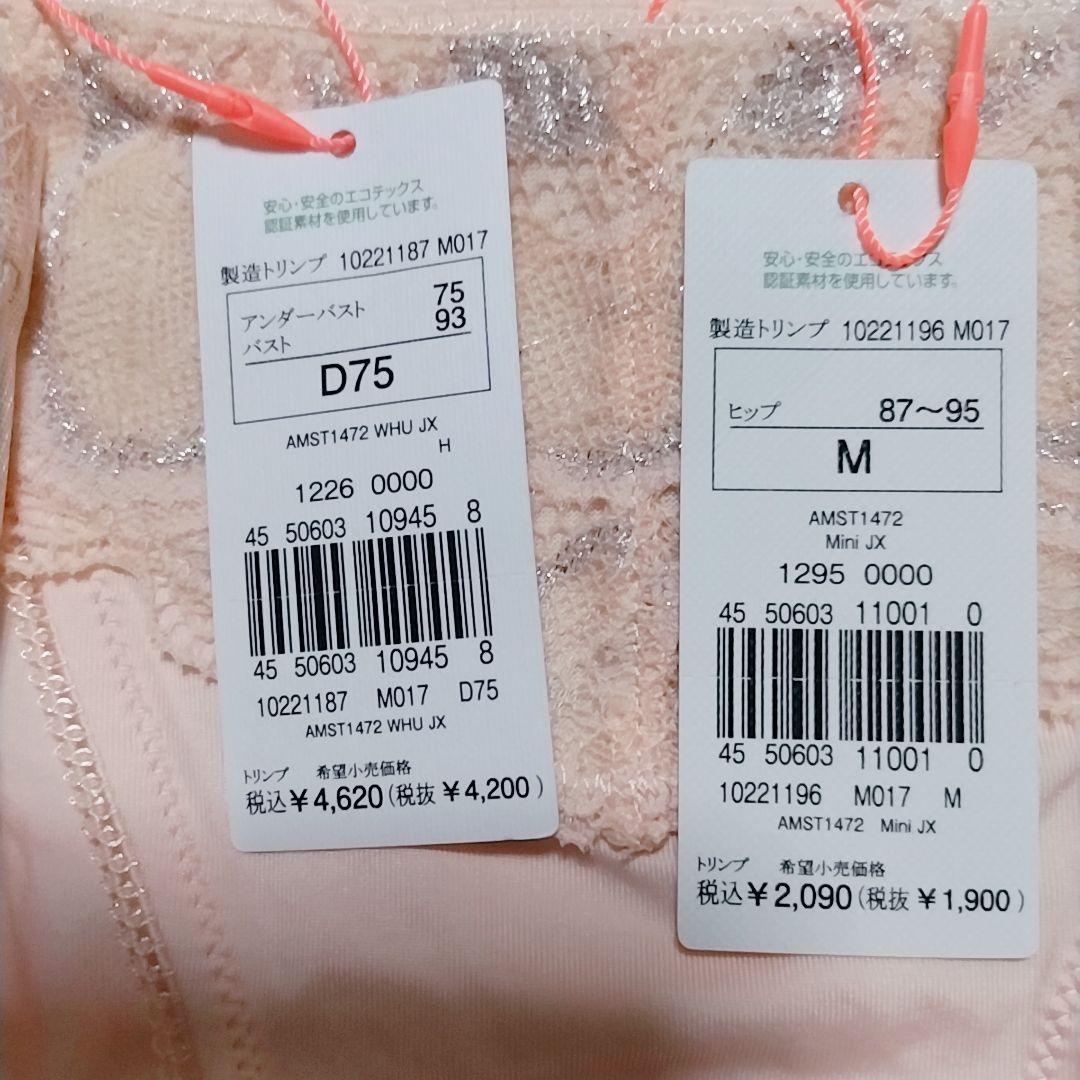 安心・安全のエコテックス
認証素材を使用しています。
製造トリンプ 10221187 M017
アンダーバスト 75
バスト 93
D75
AMST1472 WHU JX
H
1226 0000
45 50603 10945 8
45 50603 10945 8
10221187 M017 D75
AMST1472 WHU JX
トリンプ 希望小売価格
税込¥4,620(税抜 ¥4,200)
安心・安全のエコテックス
認証素材を使用しています。
製造トリンプ 10221196 M017
ヒップ 87~95
M
AMST1472
Mini JX
1295 0000
45 50603 11001 0
45 50603 11001 0
10221196 M017 M
AMST1472 Mini JX
トリンプ 希望小売価格
税込¥2,090(税抜 ¥1,900)